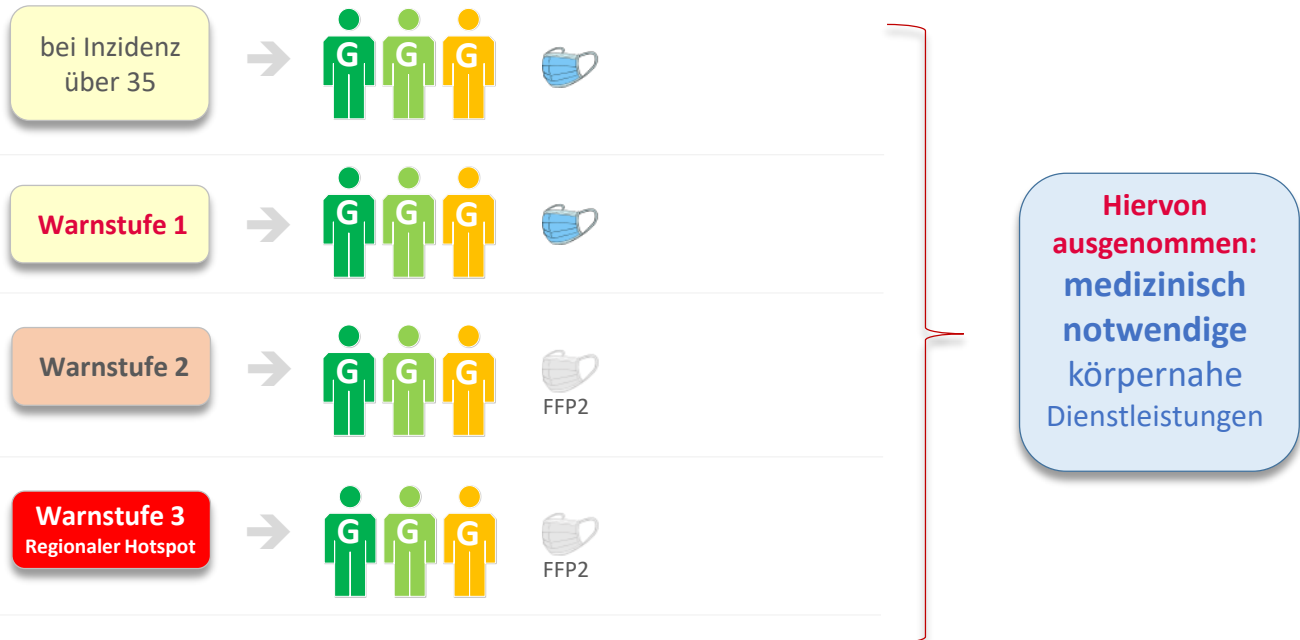 bei Inzidenz
über 35
G G G
Warnstufe 1
G G G
Warnstufe 2
G G G
FFP2
Warnstufe 3
Regionaler Hotspot
G G G
FFP2
Hiervon
ausgenommen:
medizinisch
notwendige
körpernahe
Dienstleistungen